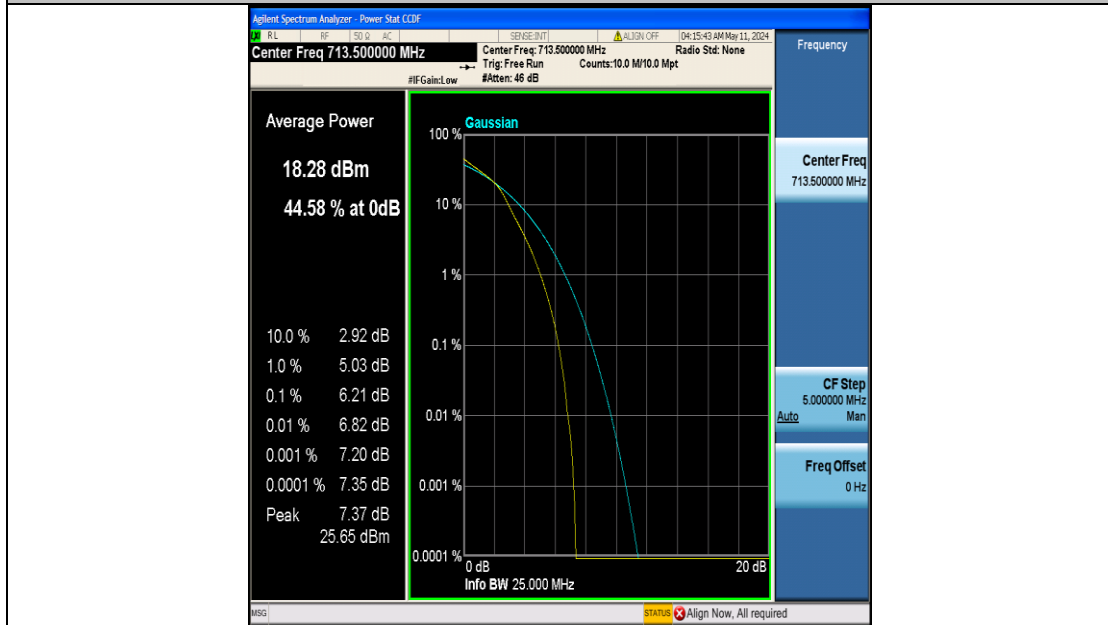 Agilent Spectrum Analyzer - Power Stat CCDF
RL RF 50 Ω AC SENSE:INT ALIGN OFF 04:15:43 AM May 11, 2024
Center Freq 713.500000 MHz
Center Freq: 713.500000 MHz Radio Std: None
Trig: Free Run Counts:10.0 M/10.0 Mpt
#IFGain:Low #Atten: 46 dB
Frequency
Average Power
18.28 dBm
44.58 % at 0dB
10.0 % 2.92 dB
1.0 % 5.03 dB
0.1 % 6.21 dB
0.01 % 6.82 dB
0.001 % 7.20 dB
0.0001 % 7.35 dB
Peak 7.37 dB
25.65 dBm
Gaussian
100 %
10 %
1 %
0.1 %
0.01 %
0.001 %
0.0001 %
0 dB 20 dB
Info BW 25.000 MHz
Center Freq
713.500000 MHz
CF Step
5.000000 MHz
Auto Man
Freq Offset
0 Hz
MSG STATUS Align Now, All required